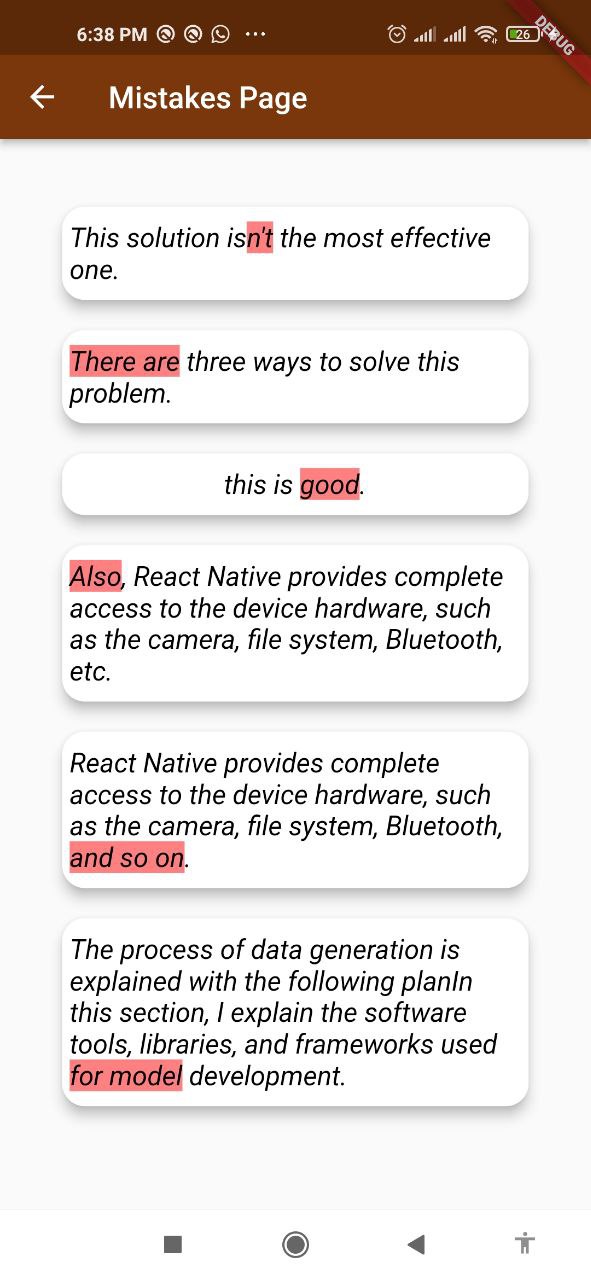 6:38 PM
26
DEBUG
Mistakes Page
This solution isn't the most effective
one.
There are three ways to solve this
problem.
this is good.
Also, React Native provides complete
access to the device hardware, such
as the camera, file system, Bluetooth,
etc.
React Native provides complete
access to the device hardware, such
as the camera, file system, Bluetooth,
and so on.
The process of data generation is
explained with the following planIn
this section, I explain the software
tools, libraries, and frameworks used
for model development.